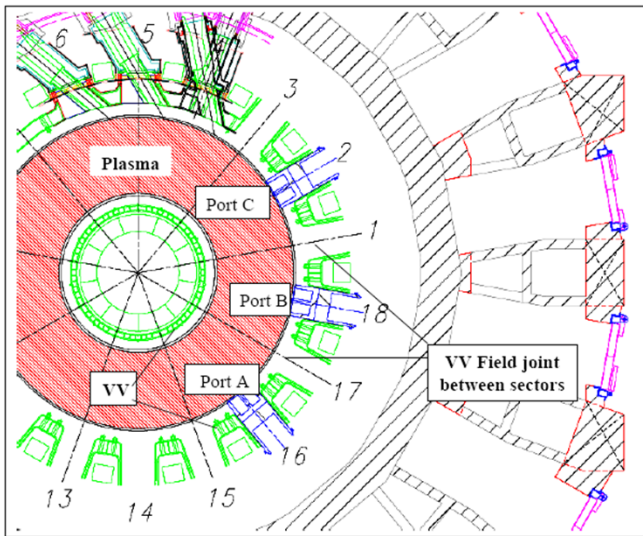 6
5
4
3
Plasma
2
Port C
1
Port B
18
VV Field joint
between sectors
17
Port A
VV
16
15
13
14